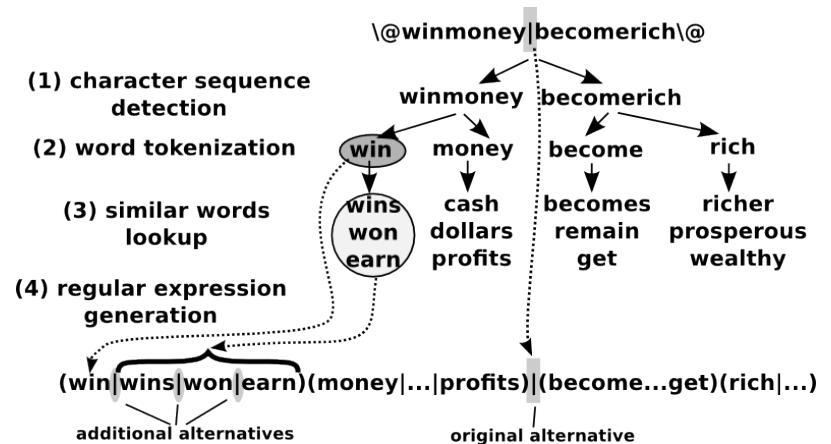 \@winmoney|becomerich\@
(1) character sequence
detection
winmoney becomerich
(2) word tokenization
win money become rich
(3) similar words
lookup
wins cash becomes richer
won dollars remain prosperous
earn profits get wealthy
(4) regular expression
generation
(win|wins|won|earn)(money|...|profits)|(become...get)(rich|...)
additional alternatives
original alternative